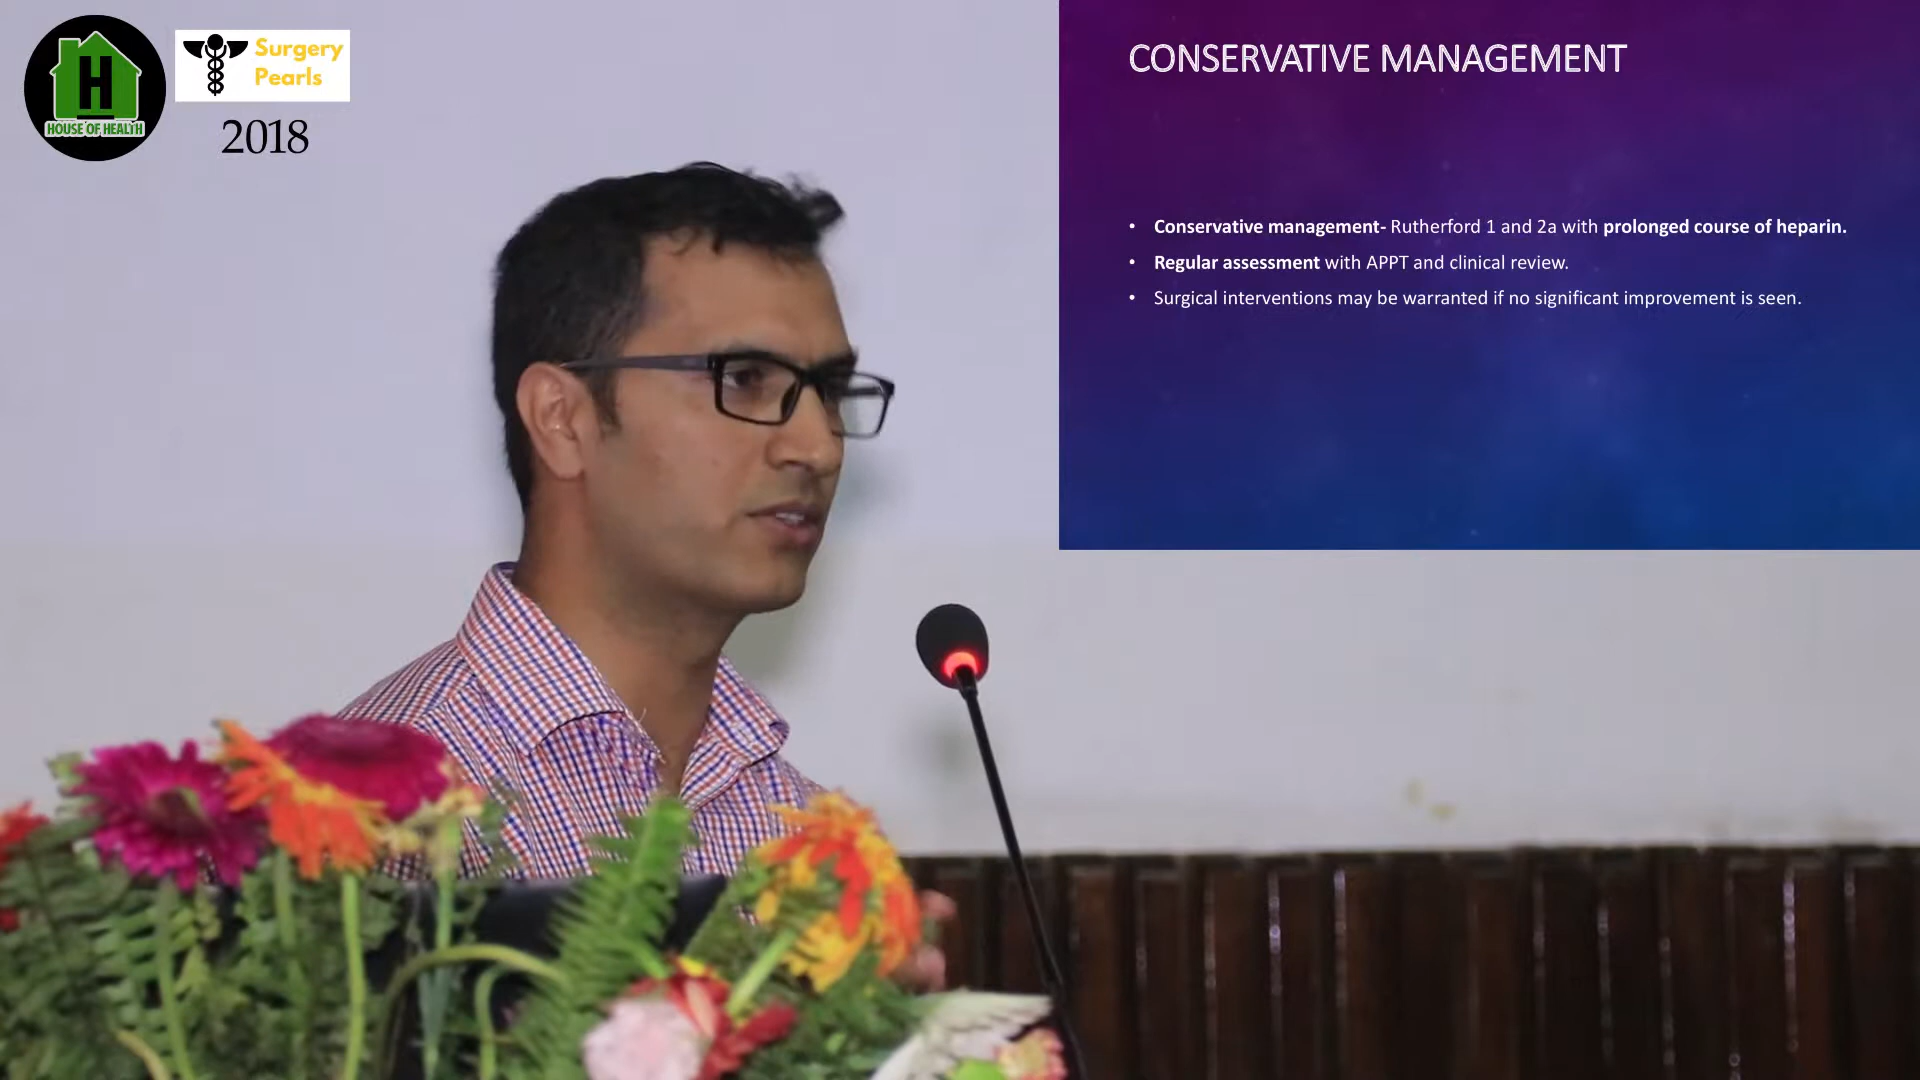 H
HOUSE OF HEALTH
Surgery
Pearls
2018
CONSERVATIVE MANAGEMENT
• Conservative management- Rutherford 1 and 2a with prolonged course of heparin.
• Regular assessment with APPT and clinical review.
• Surgical interventions may be warranted if no significant improvement is seen.